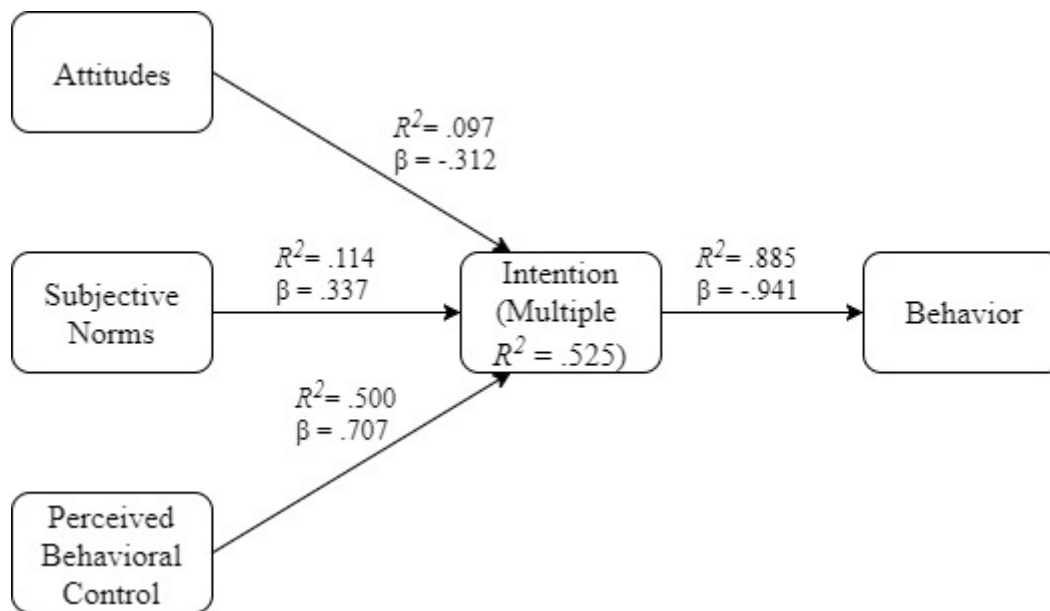 Attitudes
R²= .097
β = -.312
Subjective
Norms
R²= .114
β = .337
Intention
(Multiple
R² = .525)
R²= .885
β = -.941
Behavior
R²= .500
β = .707
Perceived
Behavioral
Control